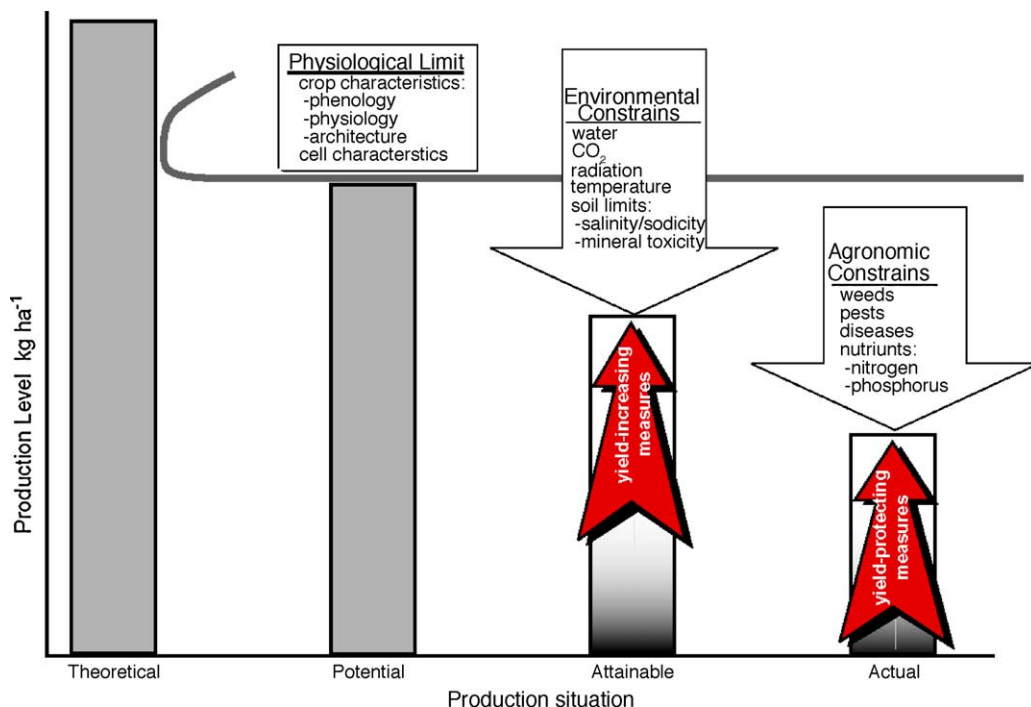 Production Level kg ha⁻¹
Physiological Limit
crop characteristics:
-phenology
-physiology
-architecture
cell characterstics
Environmental
Constrains
water
CO₂
radiation
temperature
soil limits:
-salinity/sodicity
-mineral toxicity
Agronomic
Constrains
weeds
pests
diseases
nutriunts:
-nitrogen
-phosphorus
yield-increasing
measures
yield-protecting
measures
Theoretical
Potential
Attainable
Actual
Production situation